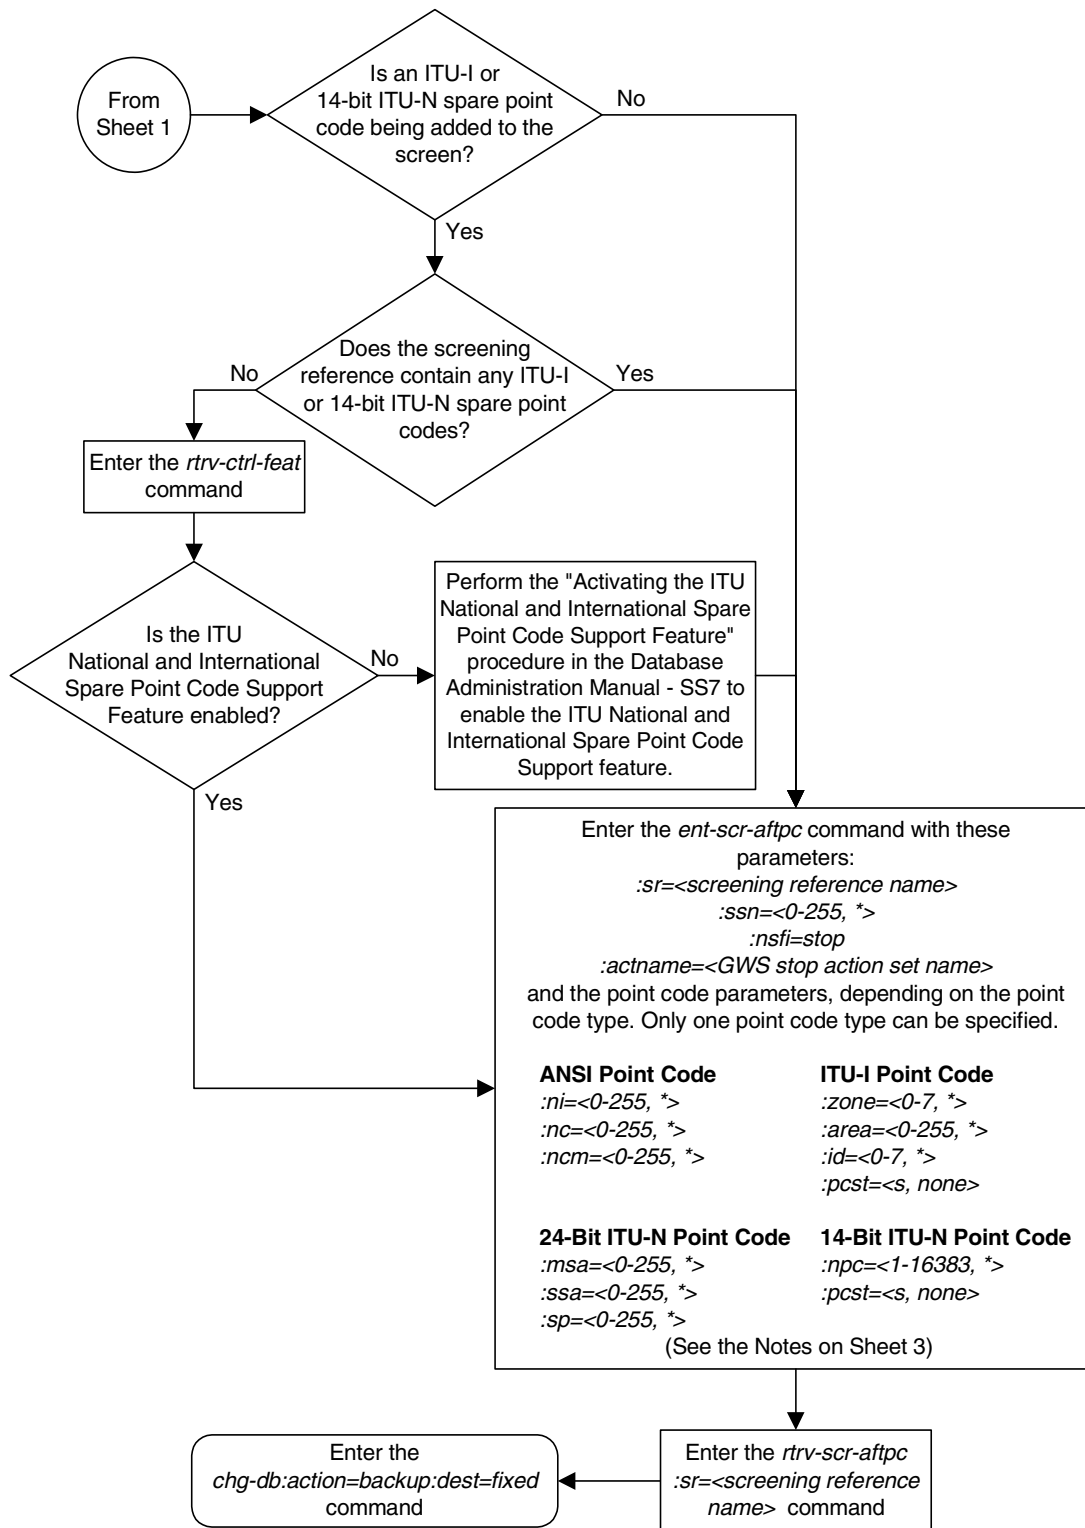 From
Sheet 1
Is an ITU-I or
14-bit ITU-N spare point
code being added to the
screen?
No
Yes
Does the screening
reference contain any ITU-I
or 14-bit ITU-N spare point
codes?
No
Yes
Enter the rtrv-ctrl-feat
command
Is the ITU
National and International
Spare Point Code Support
Feature enabled?
No
Yes
Perform the "Activating the ITU
National and International Spare
Point Code Support Feature"
procedure in the Database
Administration Manual - SS7 to
enable the ITU National and
International Spare Point Code
Support feature.
Enter the ent-scr-aftpc command with these
parameters:
:sr=<screening reference name>
:ssn=<0-255, *>
:nsfi=stop
:actname=<GWS stop action set name>
and the point code parameters, depending on the point
code type. Only one point code type can be specified.
ANSI Point Code
:ni=<0-255, *>
:nc=<0-255, *>
:ncm=<0-255, *>
ITU-I Point Code
:zone=<0-7, *>
:area=<0-255, *>
:id=<0-7, *>
:pcst=<s, none>
24-Bit ITU-N Point Code
:msa=<0-255, *>
:ssa=<0-255, *>
:sp=<0-255, *>
14-Bit ITU-N Point Code
:npc=<1-16383, *>
:pcst=<s, none>
(See the Notes on Sheet 3)
Enter the rtrv-scr-aftpc
:sr=<screening reference
name> command
Enter the
chg-db:action=backup:dest=fixed
command